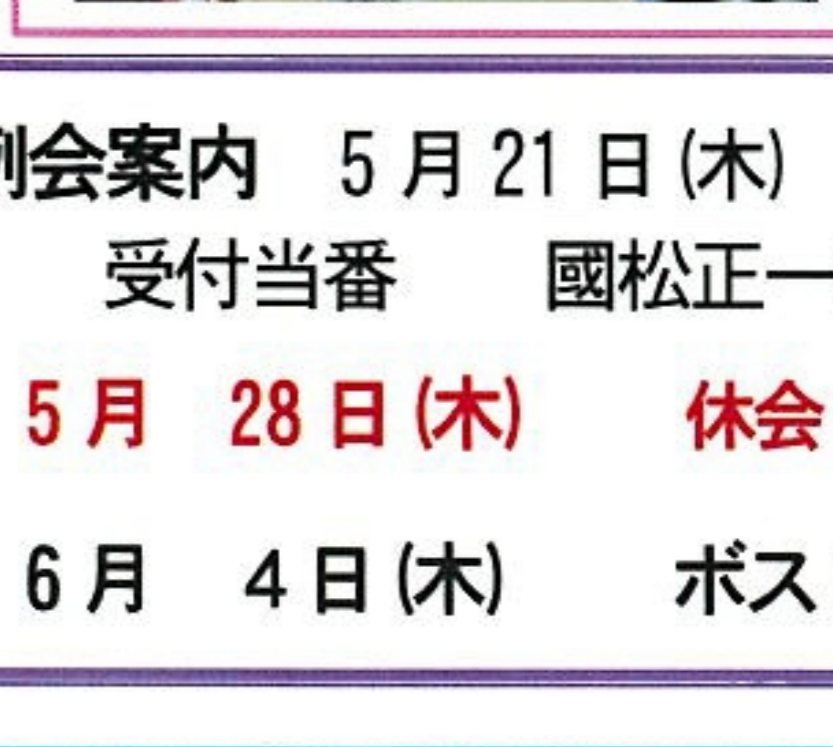 例会案内 5月21日(木)
受付当番 國松正一
5月 28日(木) 休会
6月 4日(木) ボス